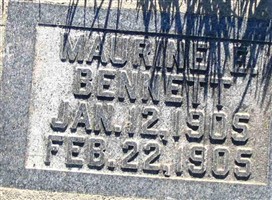 MAURINE E.
BENNETT
JAN. 12, 1905
FEB. 22, 1905